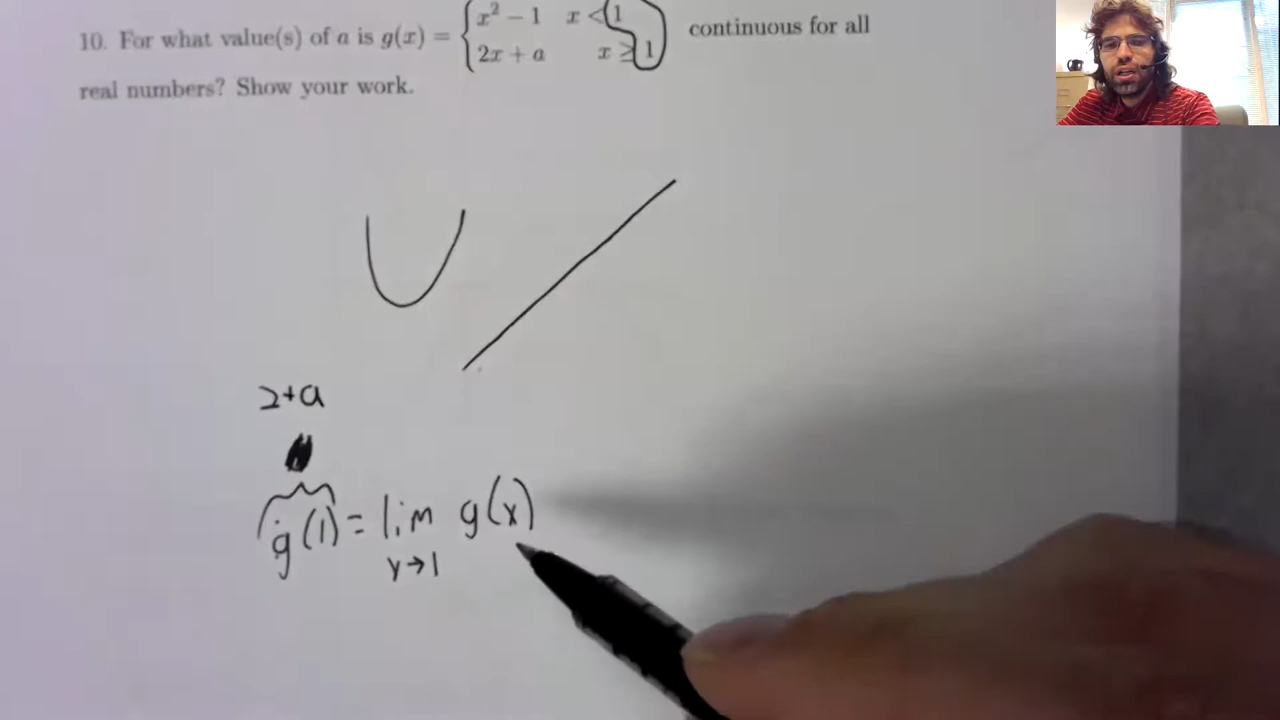 10. For what value(s) of a is g(x) = { x² − 1 x < 1 continuous for all
2x + a x ≥ 1
real numbers? Show your work.
2+a
g(1) = lim g(x)
x→1